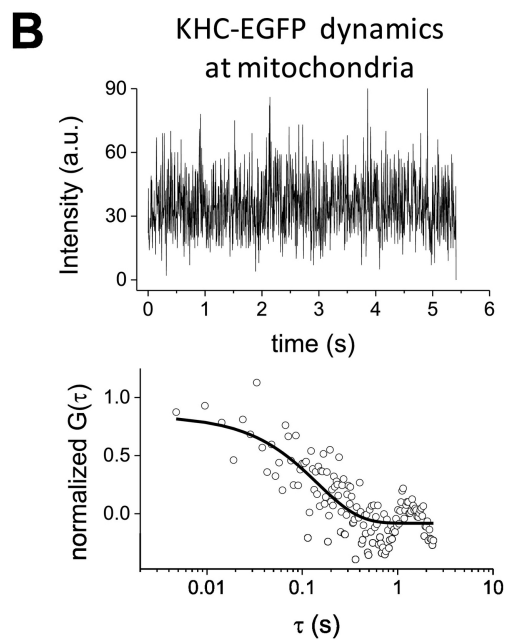 B
KHC-EGFP dynamics
at mitochondria
Intensity (a.u.)
90
60
30
0
0 1 2 3 4 5 6
time (s)
normalized G(τ)
1.0
0.5
0.0
0.01 0.1 1 10
τ (s)